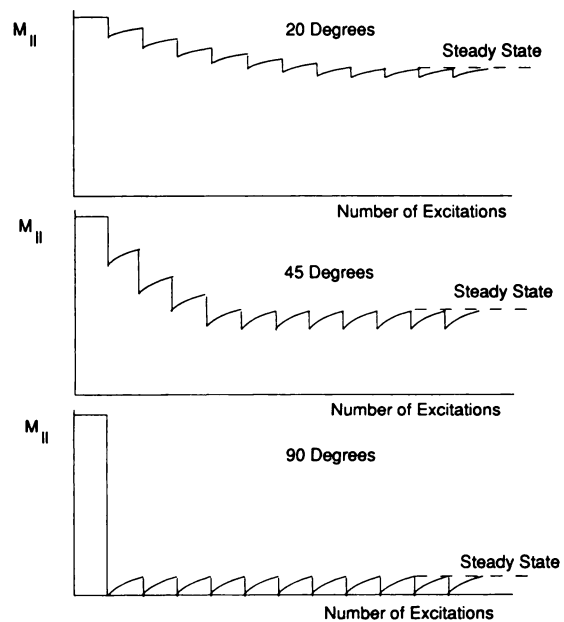 M||
20 Degrees
Steady State
Number of Excitations
M||
45 Degrees
Steady State
Number of Excitations
M||
90 Degrees
Steady State
Number of Excitations